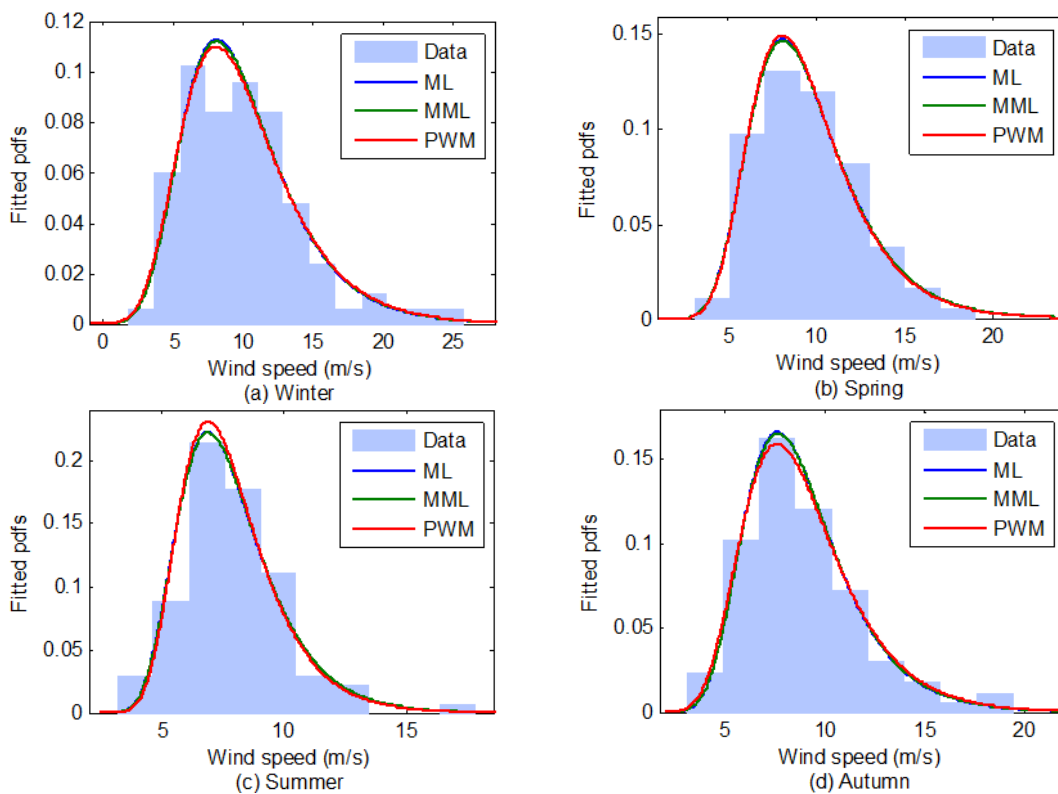 0.12
0.1
0.08
0.06
0.04
0.02
0
Fitted pdfs
Data
ML
MML
PWM
0 5 10 15 20 25
Wind speed (m/s)
(a) Winter
0.15
0.1
0.05
0
Fitted pdfs
Data
ML
MML
PWM
5 10 15 20
Wind speed (m/s)
(b) Spring
0.2
0.15
0.1
0.05
0
Fitted pdfs
Data
ML
MML
PWM
5 10 15
Wind speed (m/s)
(c) Summer
0.15
0.1
0.05
0
Fitted pdfs
Data
ML
MML
PWM
5 10 15 20
Wind speed (m/s)
(d) Autumn